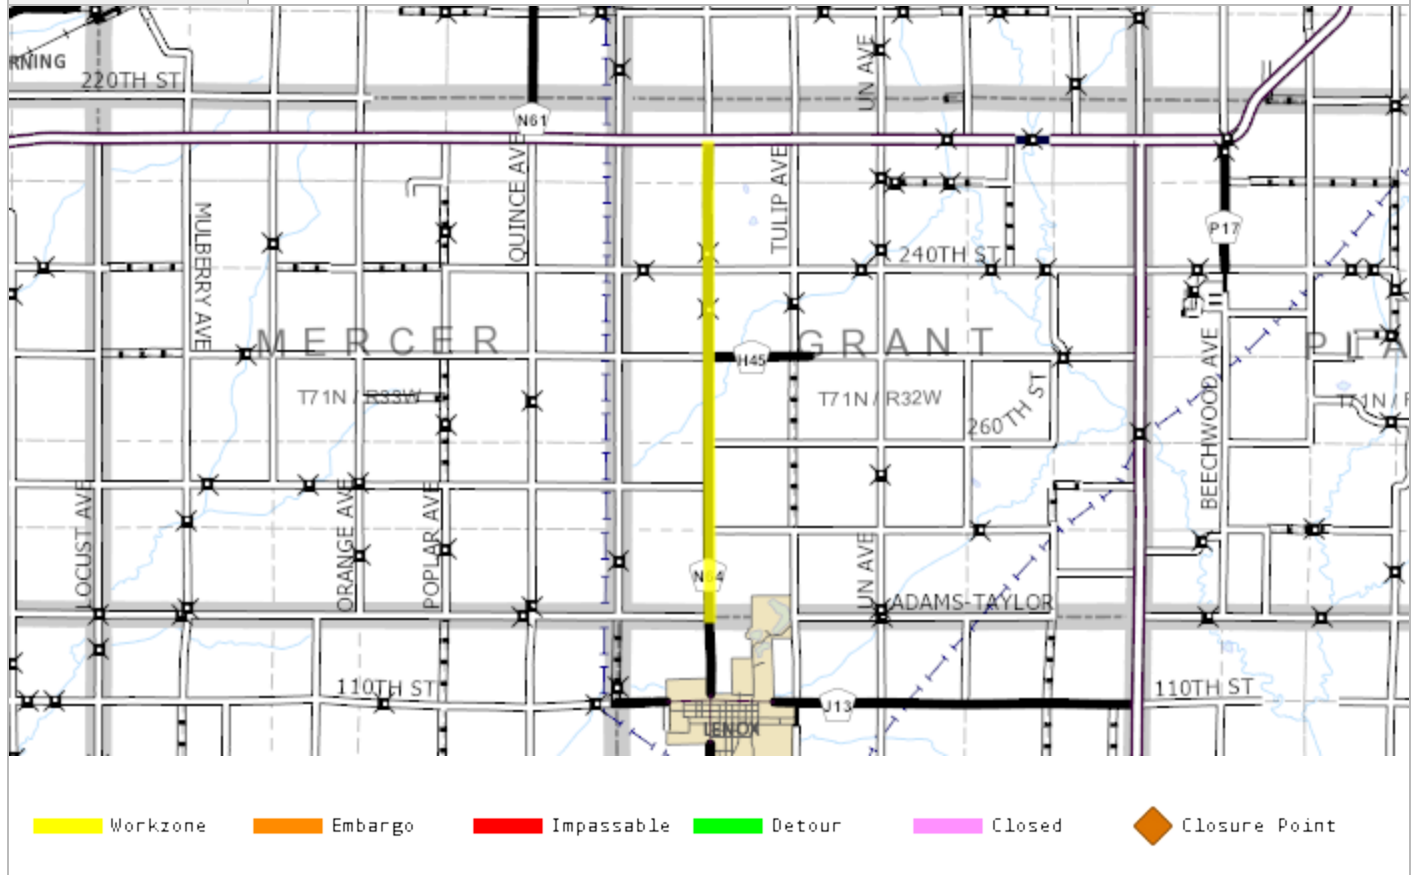 RNING
220TH ST
UN AVE
N61
QUINCE AVE
TULIP AVE
MULBERRY AVE
P17
240TH ST
MERCER
GRANT
PLA
H45
T71N / R33W
T71N / R32W
T71N / R
260TH ST
BEECHWOOD AVE
LOCUST AVE
ORANGE AVE
POPLAR AVE
UN AVE
N64
ADAMS-TAYLOR
110TH ST
110TH ST
J13
LENOX
Workzone Embargo Impassable Detour Closed Closure Point